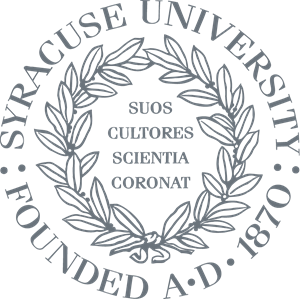 SYRACUSE UNIVERSITY
SUOS
CULTORES
SCIENTIA
CORONAT
FOUNDED A•D•1870